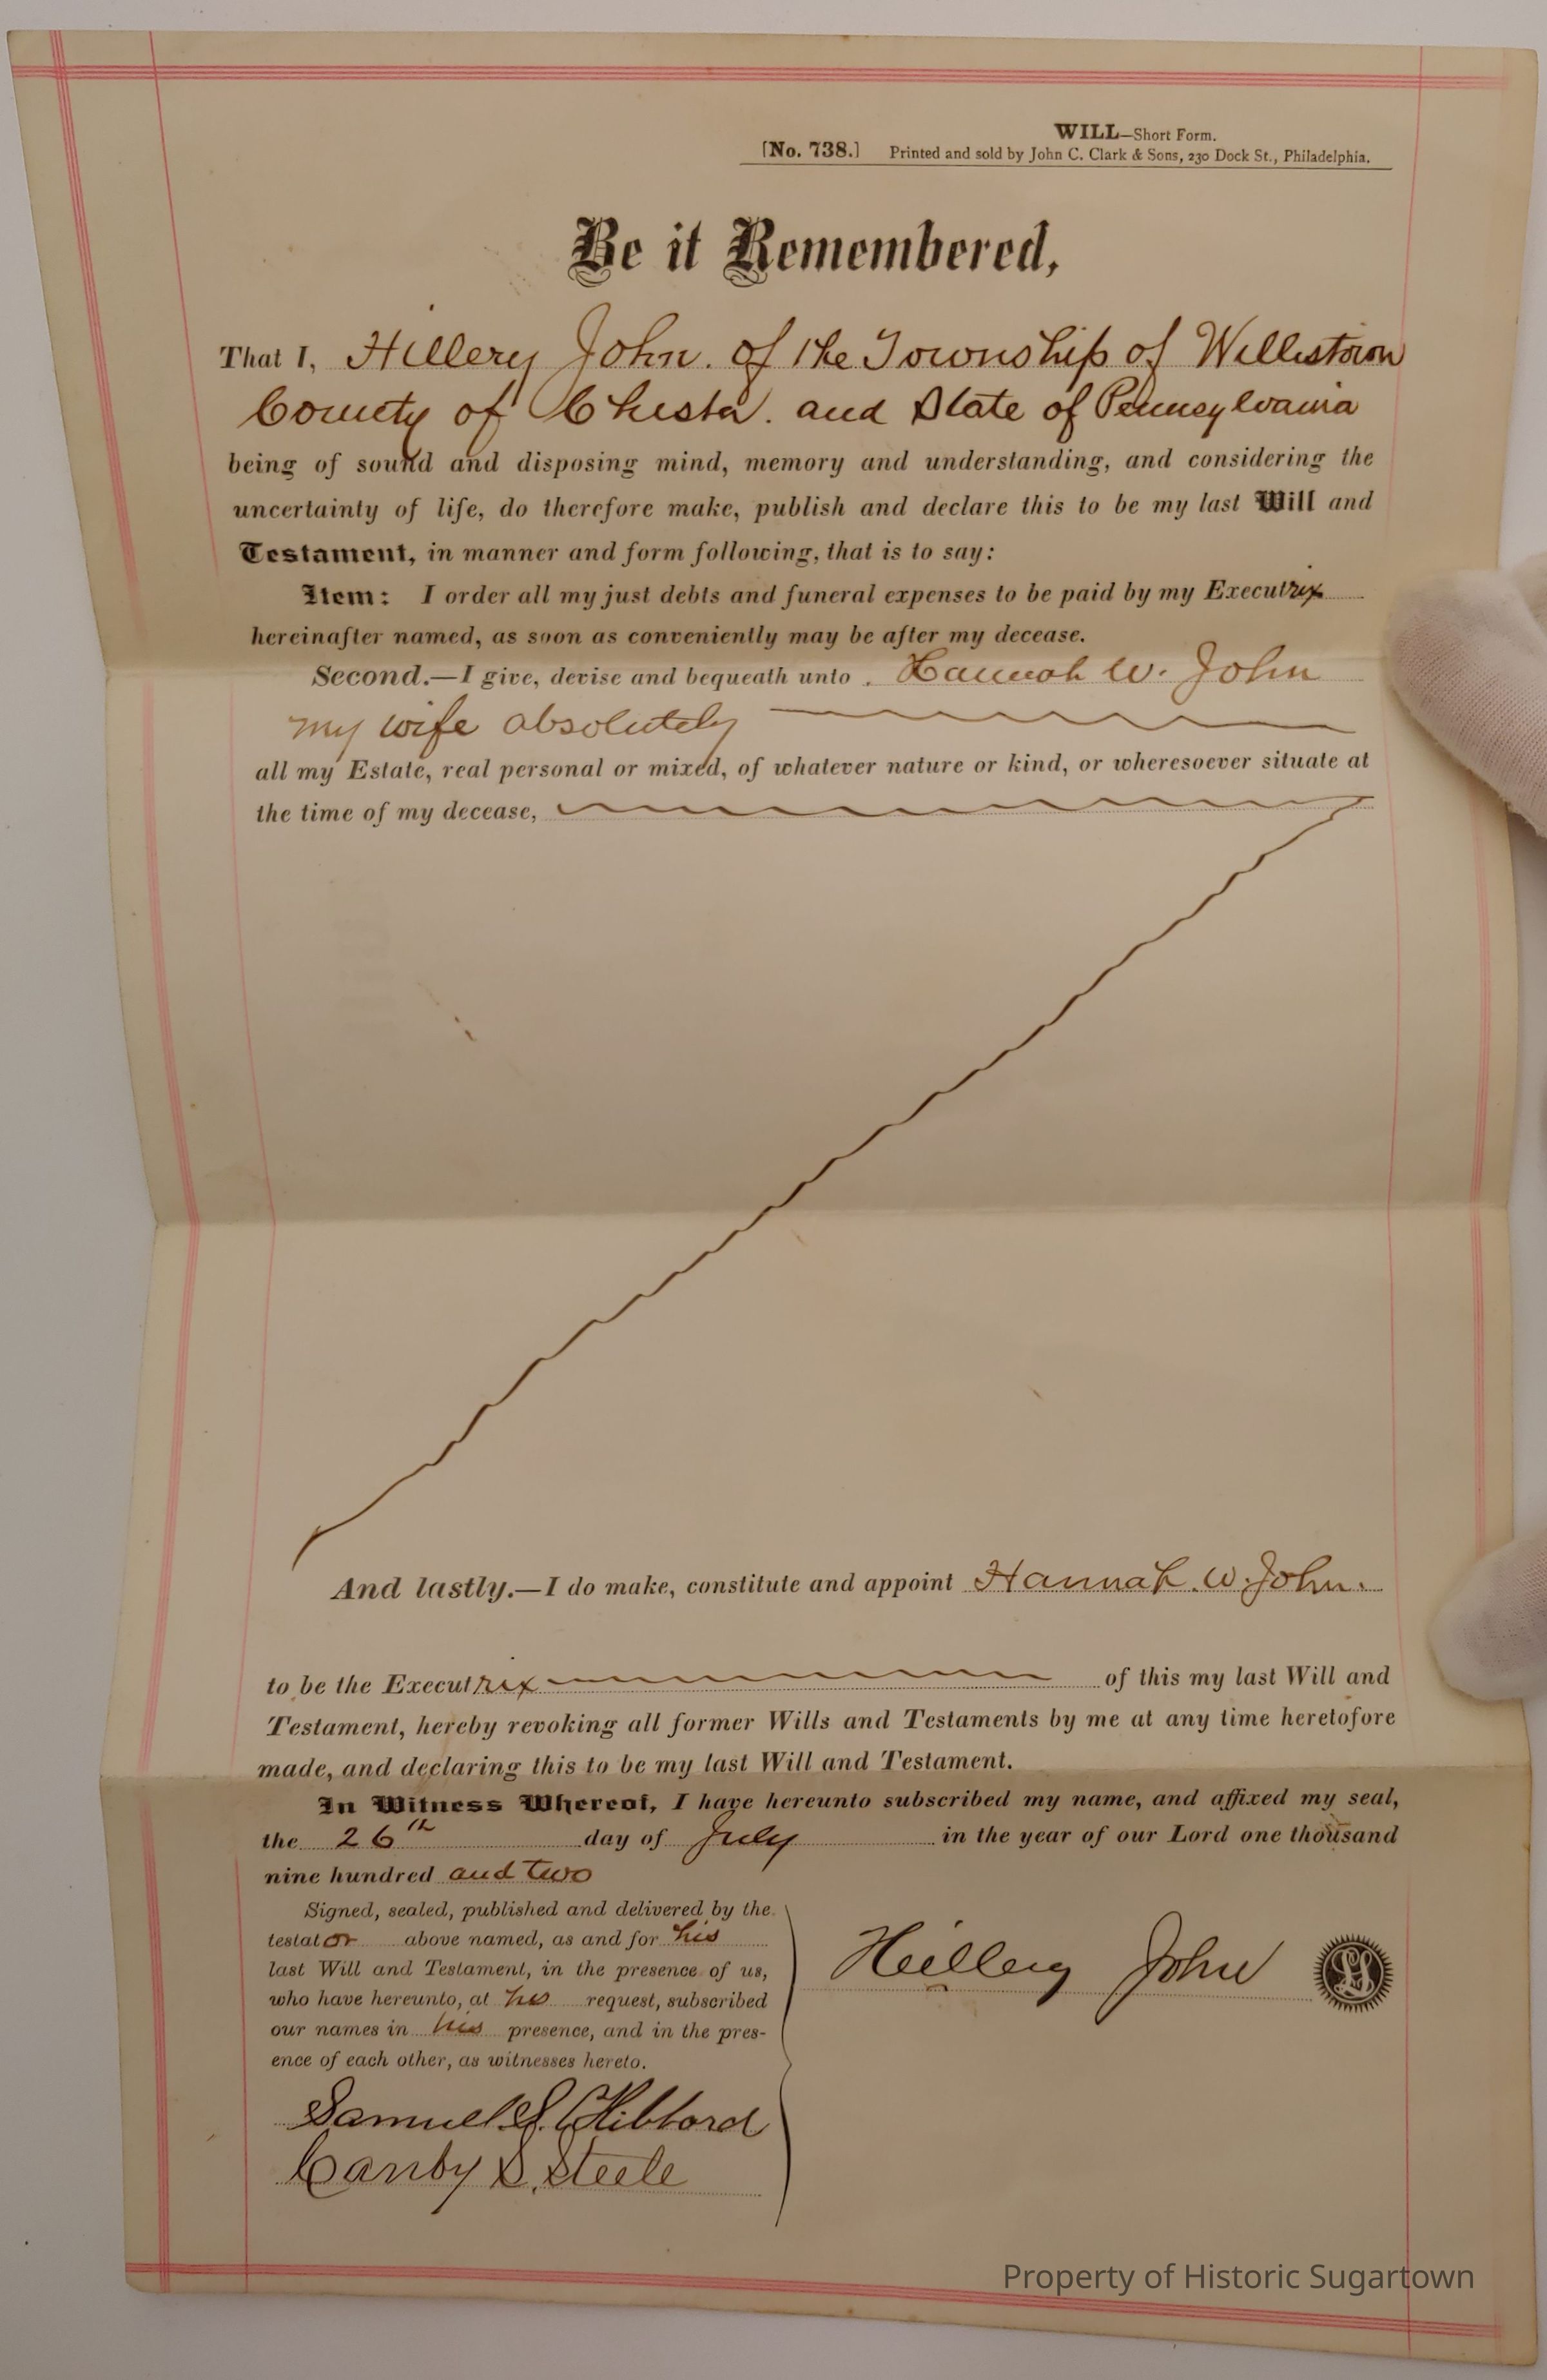 WILL—Short Form.
[No. 738.] Printed and sold by John C. Clark & Sons, 230 Dock St., Philadelphia.
Be it Remembered,
That I, Hillery John. of the Township of Willistown
County of Chester. and State of Pennsylvania
being of sound and disposing mind, memory and understanding, and considering the
uncertainty of life, do therefore make, publish and declare this to be my last Will and
Testament, in manner and form following, that is to say:
Item: I order all my just debts and funeral expenses to be paid by my Executrix
hereinafter named, as soon as conveniently may be after my decease.
Second.—I give, devise and bequeath unto Hannah W. John
my wife absolutely
all my Estate, real personal or mixed, of whatever nature or kind, or wheresoever situate at
the time of my decease,
And lastly.—I do make, constitute and appoint Hannah W. John.
to be the Executrix of this my last Will and
Testament, hereby revoking all former Wills and Testaments by me at any time heretofore
made, and declaring this to be my last Will and Testament.
In Witness Whereof, I have hereunto subscribed my name, and affixed my seal,
the 26th day of July in the year of our Lord one thousand
nine hundred and two
Signed, sealed, published and delivered by the
testator above named, as and for his
last Will and Testament, in the presence of us,
who have hereunto, at his request, subscribed
our names in his presence, and in the pres-
ence of each other, as witnesses hereto.
Hillery John LS
Samuel S. Hibbard
Canby S. Steele
Property of Historic Sugartown